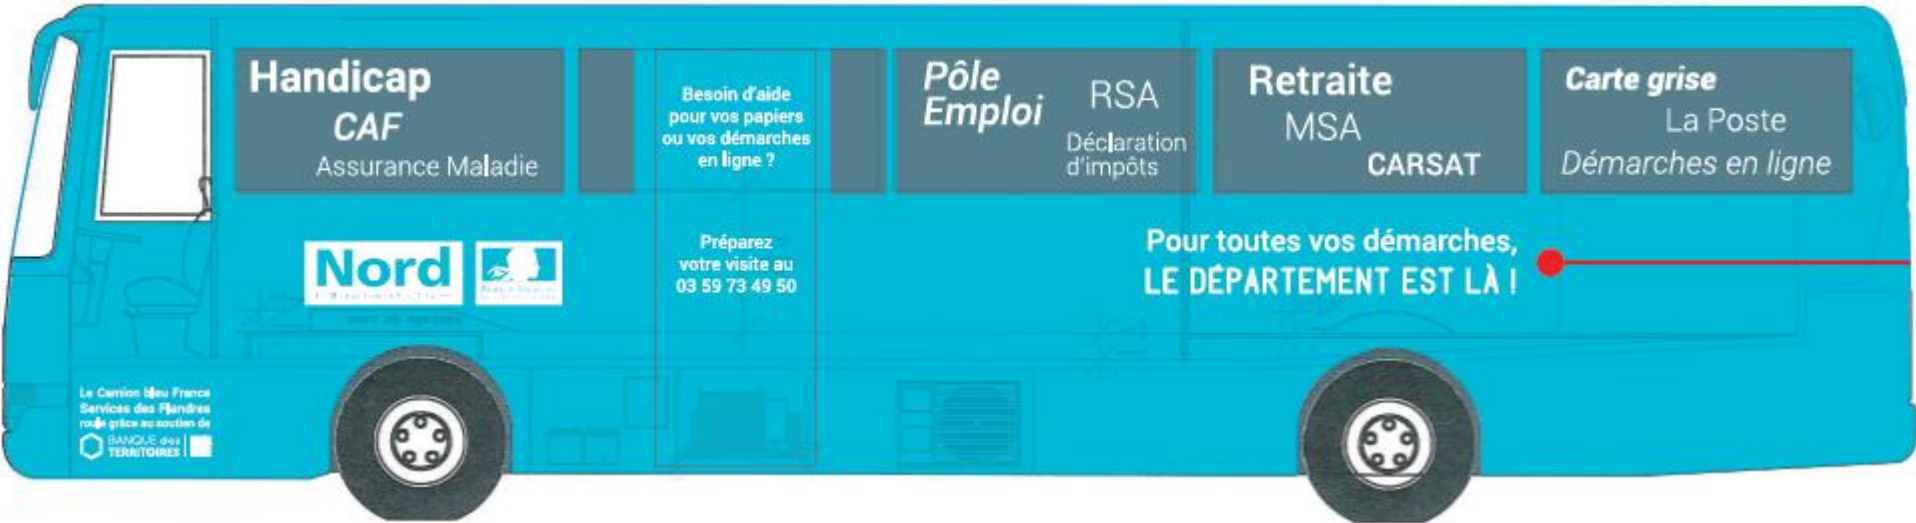 Handicap
CAF
Assurance Maladie
Besoin d'aide
pour vos papiers
ou vos démarches
en ligne ?
Préparez
votre visite au
03 59 73 49 50
Pôle
Emploi
RSA
Déclaration
d'impôts
Retraite
MSA
CARSAT
Carte grise
La Poste
Démarches en ligne
Nord
Pour toutes vos démarches,
LE DÉPARTEMENT EST LÀ !
Le Camion bleu France
Services des Flandres
roule grâce au soutien de
BANQUE des
TERRITOIRES